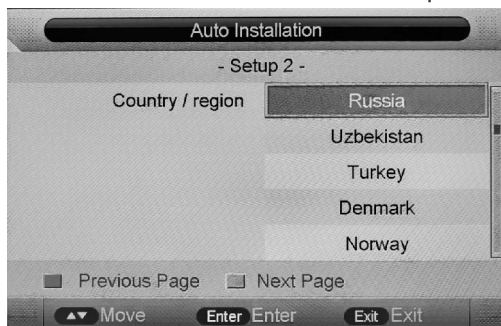 Auto Installation
- Setup 2 -
Country / region Russia
Uzbekistan
Turkey
Denmark
Norway
Previous Page Next Page
▲▼ Move Enter Enter Exit Exit